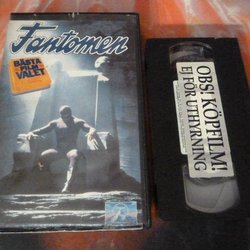 Fantomen
BÄSTA
FILM
VALET
OBS! KÖPFILM!
EJ FÖR UTHYRNING